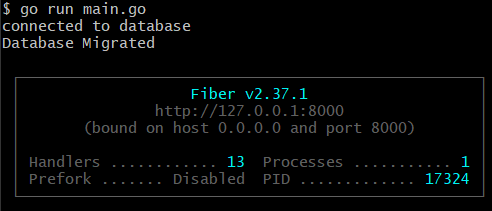 $ go run main.go
connected to database
Database Migrated
Fiber v2.37.1
http://127.0.0.1:8000
(bound on host 0.0.0.0 and port 8000)
Handlers ............. 13 Processes ........... 1
Prefork ....... Disabled PID ............. 17324